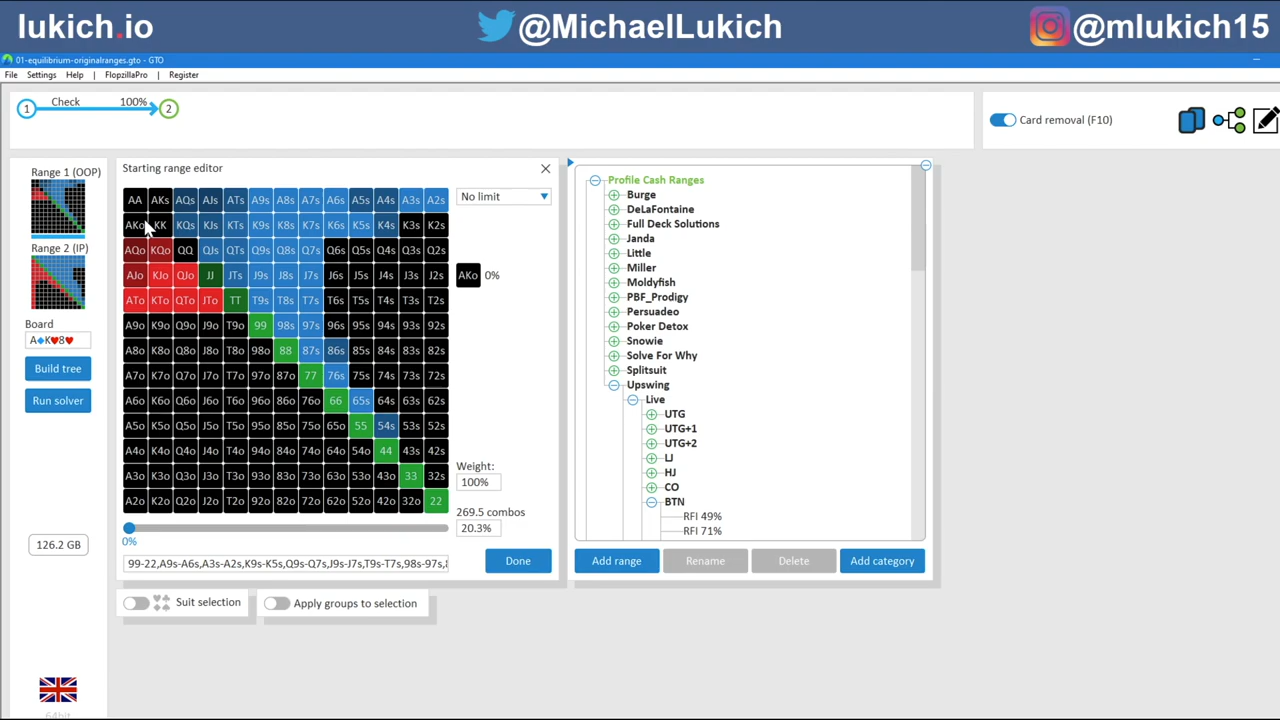 lukich.io
@MichaelLukich
@mlukich15
01-equilibrium-originalranges.gto - GTO
File Settings Help | FlopzillaPro | Register
1 Check 100% 2
Card removal (F10)
Range 1 (OOP)
Range 2 (IP)
Board
A♦K♥8♥
Build tree
Run solver
126.2 GB
64bit
Starting range editor
AA AKs AQs AJs ATs A9s A8s A7s A6s A5s A4s A3s A2s
AKo KK KQs KJs KTs K9s K8s K7s K6s K5s K4s K3s K2s
AQo KQo QQ QJs QTs Q9s Q8s Q7s Q6s Q5s Q4s Q3s Q2s
AJo KJo QJo JJ JTs J9s J8s J7s J6s J5s J4s J3s J2s
ATo KTo QTo JTo TT T9s T8s T7s T6s T5s T4s T3s T2s
A9o K9o Q9o J9o T9o 99 98s 97s 96s 95s 94s 93s 92s
A8o K8o Q8o J8o T8o 98o 88 87s 86s 85s 84s 83s 82s
A7o K7o Q7o J7o T7o 97o 87o 77 76s 75s 74s 73s 72s
A6o K6o Q6o J6o T6o 96o 86o 76o 66 65s 64s 63s 62s
A5o K5o Q5o J5o T5o 95o 85o 75o 65o 55 54s 53s 52s
A4o K4o Q4o J4o T4o 94o 84o 74o 64o 54o 44 43s 42s
A3o K3o Q3o J3o T3o 93o 83o 73o 63o 53o 43o 33 32s
A2o K2o Q2o J2o T2o 92o 82o 72o 62o 52o 42o 32o 22
No limit
AKo 0%
Weight:
100%
269.5 combos
20.3%
0%
99-22,A9s-A6s,A3s-A2s,K9s-K5s,Q9s-Q7s,J9s-J7s,T9s-T7s,98s-97s,
Done
Suit selection
Apply groups to selection
Profile Cash Ranges
Burge
DeLaFontaine
Full Deck Solutions
Janda
Little
Miller
Moldyfish
PBF_Prodigy
Persuadeo
Poker Detox
Snowie
Solve For Why
Splitsuit
Upswing
Live
UTG
UTG+1
UTG+2
LJ
HJ
CO
BTN
RFI 49%
RFI 71%
Add range
Rename
Delete
Add category